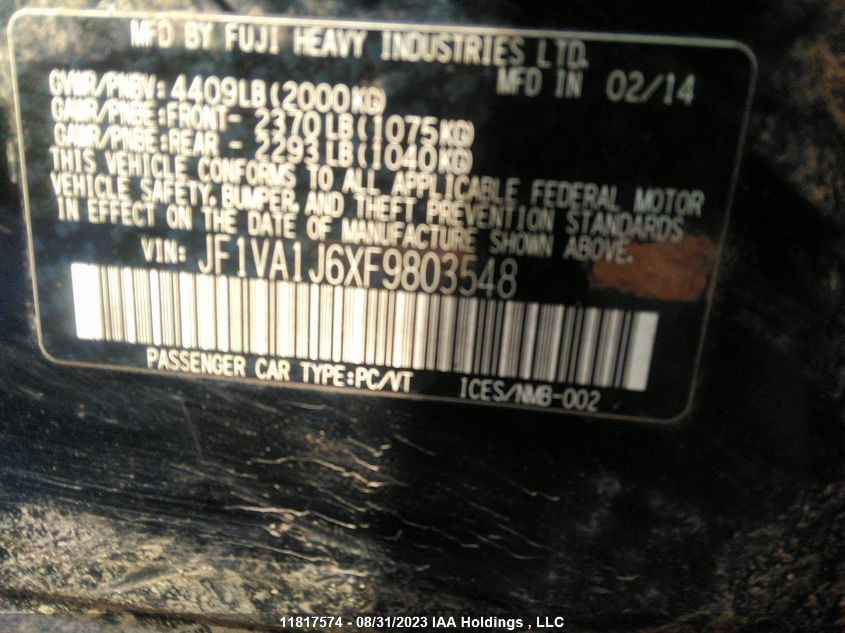 MFD BY FUJI HEAVY INDUSTRIES LTD.
MFD IN 02/14
GVWR/PNBV: 4409LB(2000KG)
GAWR/PNBE:FRONT- 2370LB(1075KG)
GAWR/PNBE:REAR - 2293LB(1040KG)
THIS VEHICLE CONFORMS TO ALL APPLICABLE FEDERAL MOTOR
VEHICLE SAFETY, BUMPER, AND THEFT PREVENTION STANDARDS
IN EFFECT ON THE DATE OF MANUFACTURE SHOWN ABOVE.
VIN: JF1VA1J6XF9803548
PASSENGER CAR TYPE:PC/VT
ICES/NMB-002
11817574 - 08/31/2023 IAA Holdings , LLC